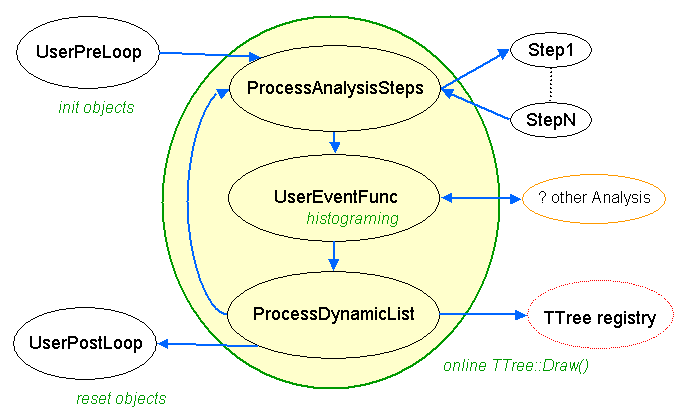 UserPreLoop
init objects
ProcessAnalysisSteps
Step1
StepN
UserEventFunc
histograming
? other Analysis
ProcessDynamicList
TTree registry
online TTree::Draw()
UserPostLoop
reset objects